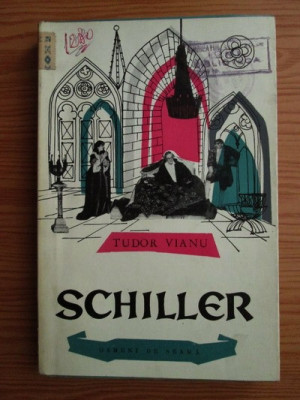 TUDOR VIANU
SCHILLER
OAMENI DE SEAMĂ